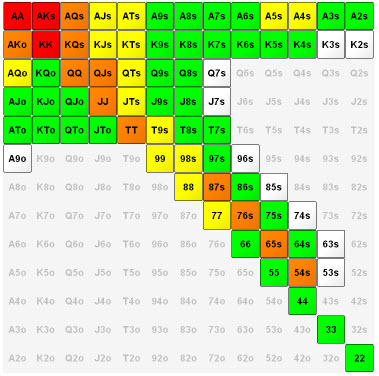 AA AKs AQs AJs ATs A9s A8s A7s A6s A5s A4s A3s A2s
AKo KK KQs KJs KTs K9s K8s K7s K6s K5s K4s K3s K2s
AQo KQo QQ QJs QTs Q9s Q8s Q7s Q6s Q5s Q4s Q3s Q2s
AJo KJo QJo JJ JTs J9s J8s J7s J6s J5s J4s J3s J2s
ATo KTo QTo JTo TT T9s T8s T7s T6s T5s T4s T3s T2s
A9o K9o Q9o J9o T9o 99 98s 97s 96s 95s 94s 93s 92s
A8o K8o Q8o J8o T8o 98o 88 87s 86s 85s 84s 83s 82s
A7o K7o Q7o J7o T7o 97o 87o 77 76s 75s 74s 73s 72s
A6o K6o Q6o J6o T6o 96o 86o 76o 66 65s 64s 63s 62s
A5o K5o Q5o J5o T5o 95o 85o 75o 65o 55 54s 53s 52s
A4o K4o Q4o J4o T4o 94o 84o 74o 64o 54o 44 43s 42s
A3o K3o Q3o J3o T3o 93o 83o 73o 63o 53o 43o 33 32s
A2o K2o Q2o J2o T2o 92o 82o 72o 62o 52o 42o 32o 22